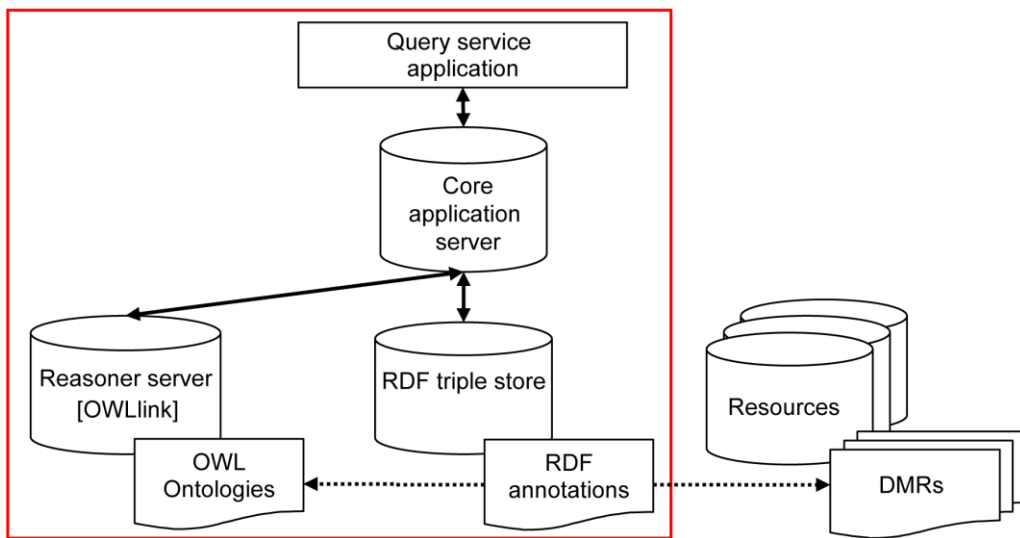 Query service
application
Core
application
server
Reasoner server
[OWLlink]
RDF triple store
Resources
OWL
Ontologies
RDF
annotations
DMRs